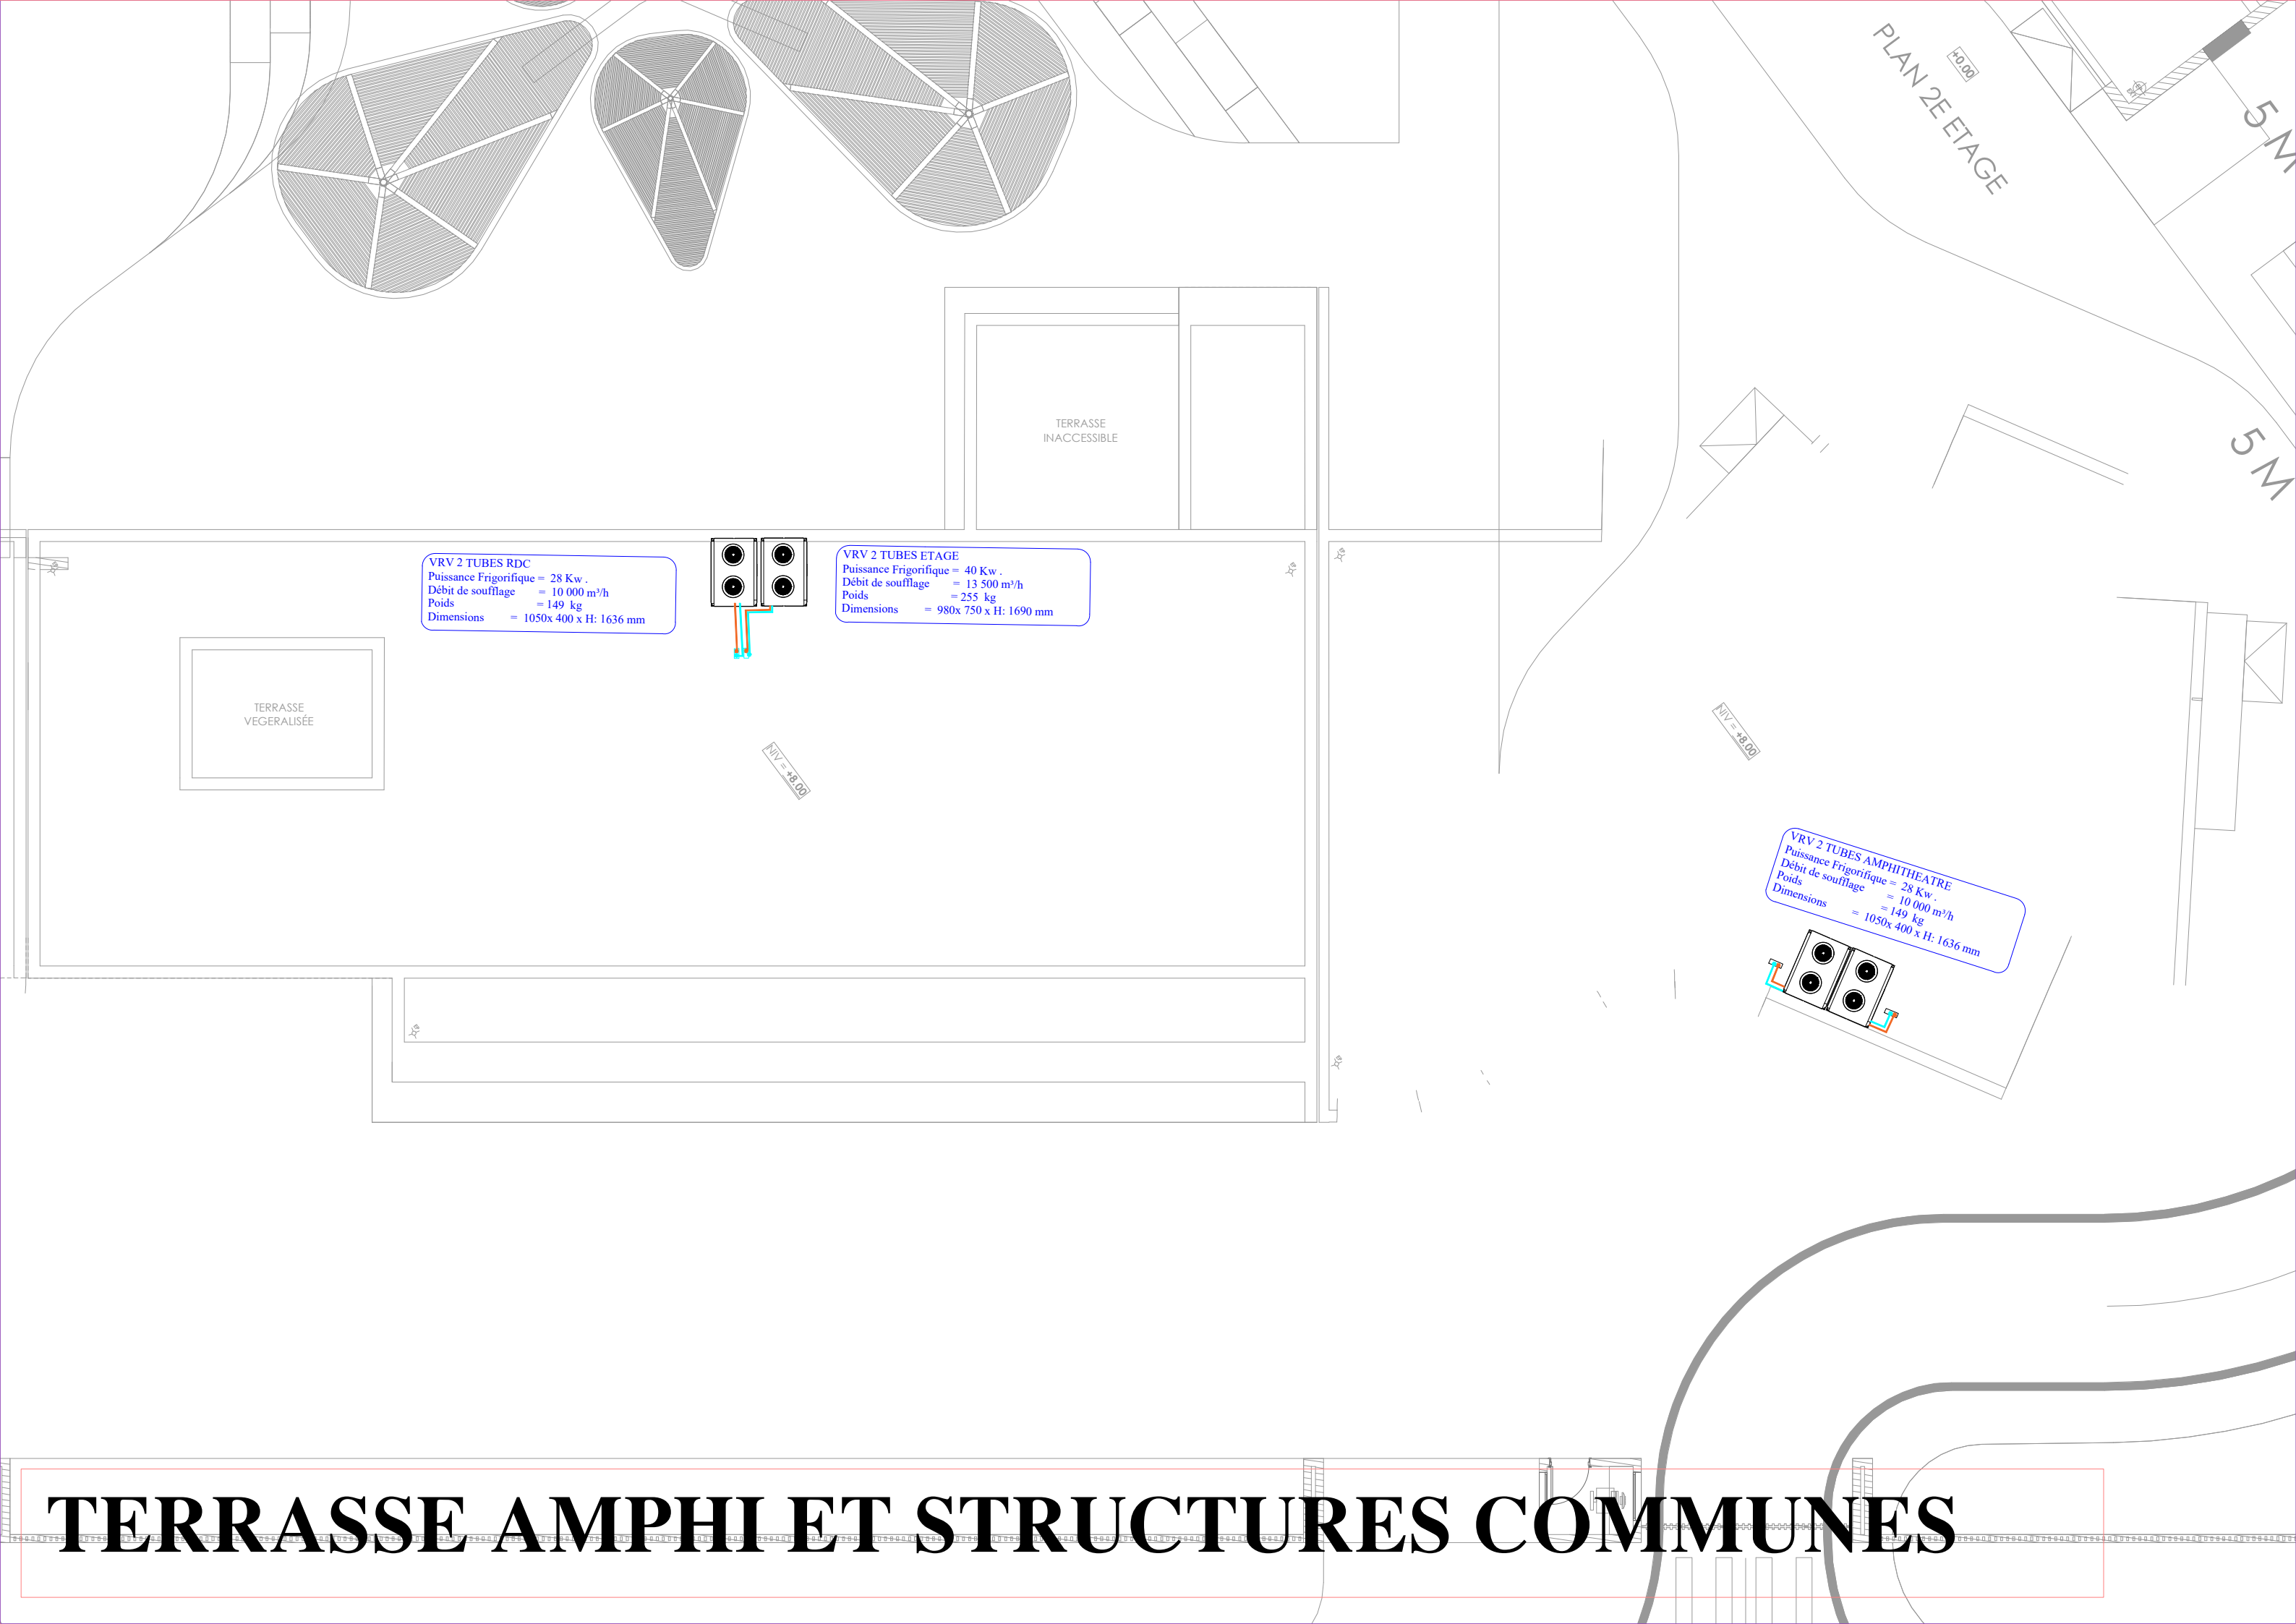 PLAN 2E ETAGE
+0.00
5 M
5 M
TERRASSE
INACCESSIBLE
VRV 2 TUBES RDC
Puissance Frigorifique = 28 Kw .
Débit de soufflage = 10 000 m³/h
Poids = 149 kg
Dimensions = 1050x 400 x H: 1636 mm
VRV 2 TUBES ETAGE
Puissance Frigorifique = 40 Kw .
Débit de soufflage = 13 500 m³/h
Poids = 255 kg
Dimensions = 980x 750 x H: 1690 mm
TERRASSE
VEGERALISÉE
NIV = +8.00
NIV = +8.00
VRV 2 TUBES AMPHITHEATRE
Puissance Frigorifique = 28 Kw .
Débit de soufflage = 10 000 m³/h
Poids = 149 kg
Dimensions = 1050x 400 x H: 1636 mm
TERRASSE AMPHI ET STRUCTURES COMMUNES